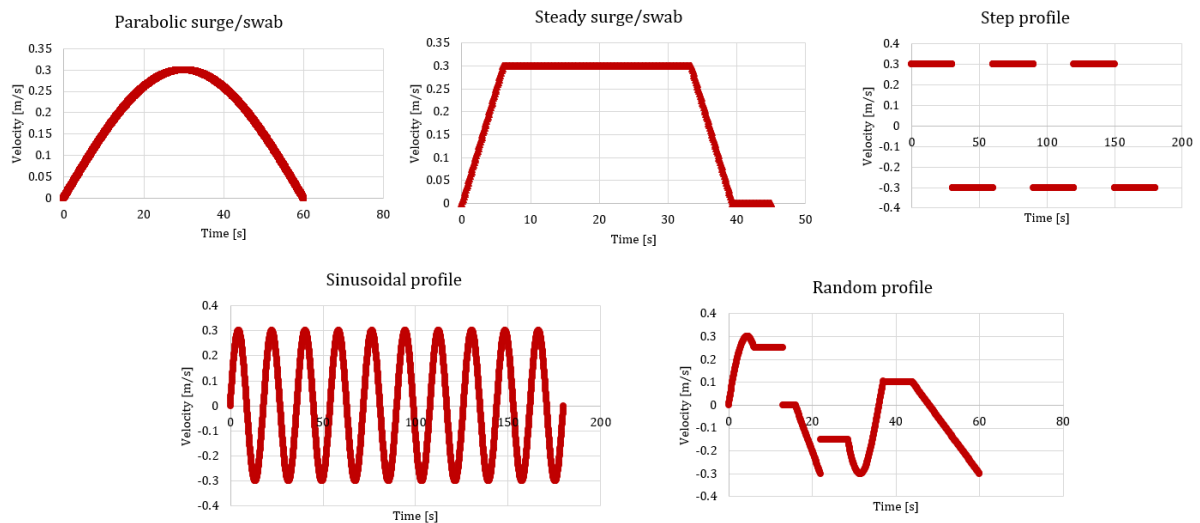 Parabolic surge/swab
0.35
0.3
0.25
0.2
0.15
0.1
0.05
0
Velocity [m/s]
0 20 40 60 80
Time [s]
Steady surge/swab
0.35
0.3
0.25
0.2
0.15
0.1
0.05
0
Velocity [m/s]
0 10 20 30 40 50
Time [s]
Step profile
0.4
0.3
0.2
0.1
0
-0.1
-0.2
-0.3
-0.4
Velocity [m/s]
0 50 100 150 200
Time [s]
Sinusoidal profile
0.4
0.3
0.2
0.1
0
-0.1
-0.2
-0.3
-0.4
Velocity [m/s]
0 50 100 150 200
Time [s]
Random profile
0.4
0.3
0.2
0.1
0
-0.1
-0.2
-0.3
-0.4
Velocity [m/s]
0 20 40 60 80
Time [s]